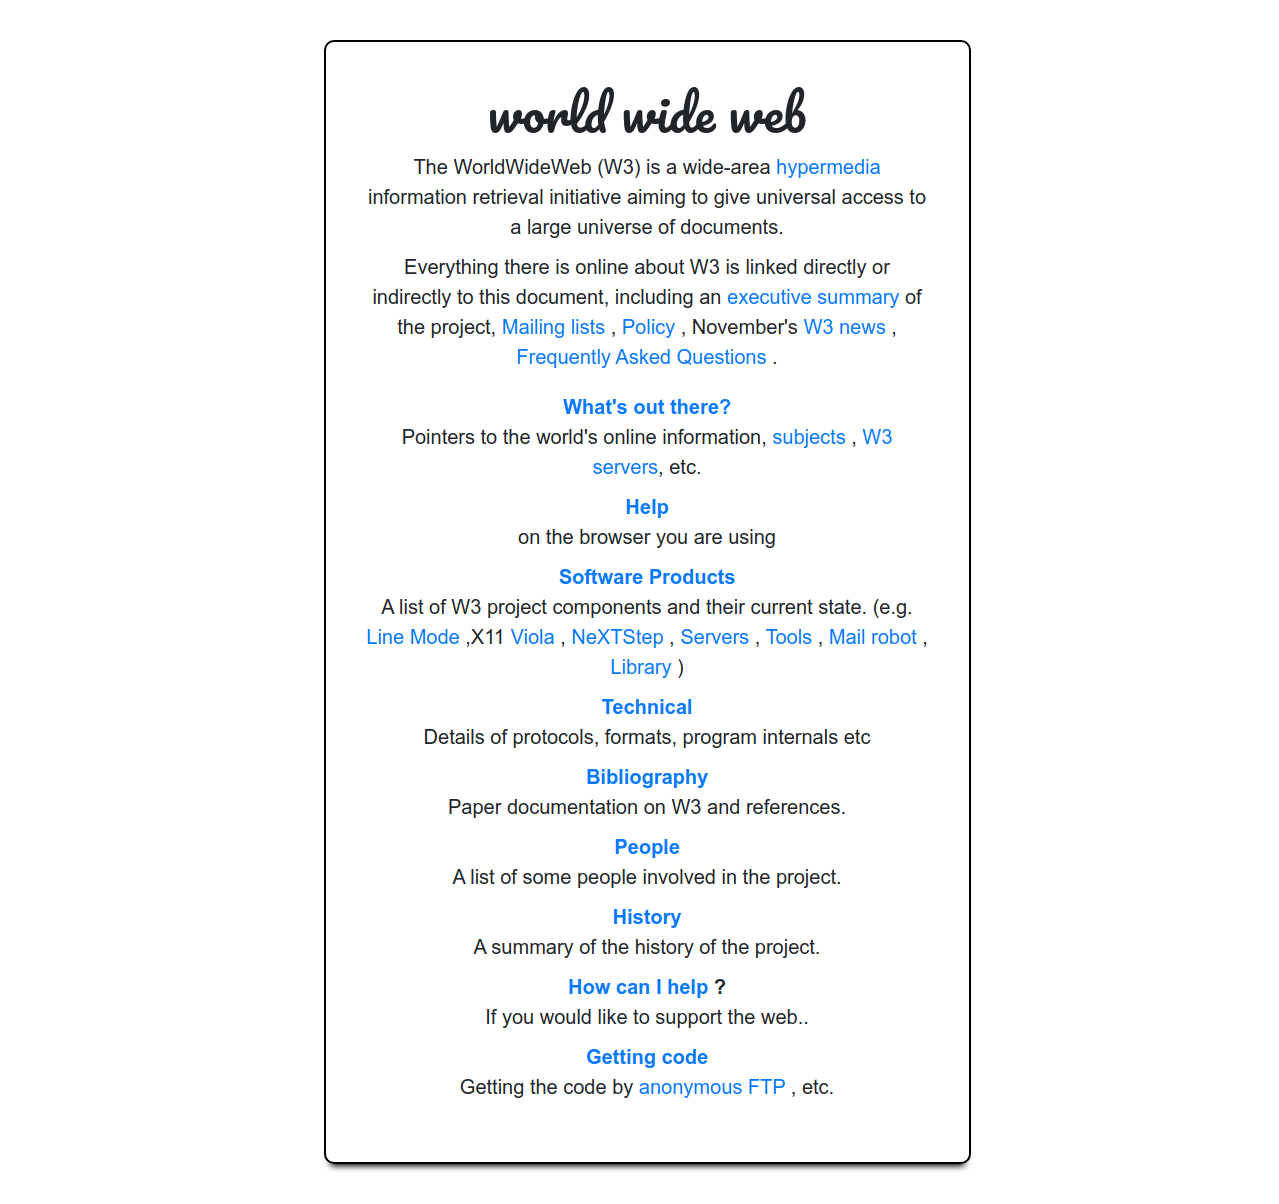 world wide web
The WorldWideWeb (W3) is a wide-area hypermedia
information retrieval initiative aiming to give universal access to
a large universe of documents.
Everything there is online about W3 is linked directly or
indirectly to this document, including an executive summary of
the project, Mailing lists , Policy , November's W3 news ,
Frequently Asked Questions .
What's out there?
Pointers to the world's online information, subjects , W3
servers, etc.
Help
on the browser you are using
Software Products
A list of W3 project components and their current state. (e.g.
Line Mode ,X11 Viola , NeXTStep , Servers , Tools , Mail robot ,
Library )
Technical
Details of protocols, formats, program internals etc
Bibliography
Paper documentation on W3 and references.
People
A list of some people involved in the project.
History
A summary of the history of the project.
How can I help ?
If you would like to support the web..
Getting code
Getting the code by anonymous FTP , etc.